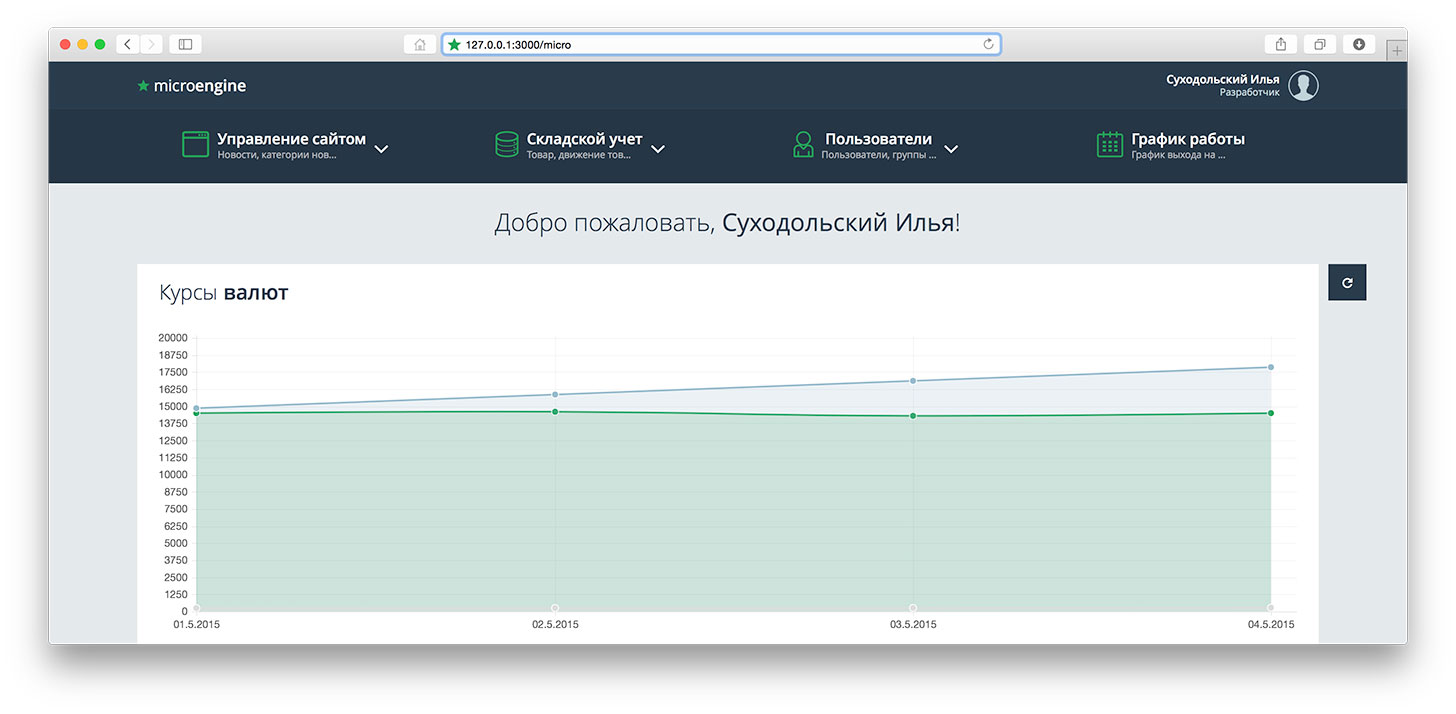 127.0.0.1:3000/micro
microengine
Суходольский Илья
Разработчик
Управление сайтом
Новости, категории нов...
Складской учет
Товар, движение тов...
Пользователи
Пользователи, группы ...
График работы
График выхода на ...
Добро пожаловать, Суходольский Илья!
Курсы валют
20000
18750
17500
16250
15000
13750
12500
11250
10000
8750
7500
6250
5000
3750
2500
1250
0
01.5.2015
02.5.2015
03.5.2015
04.5.2015